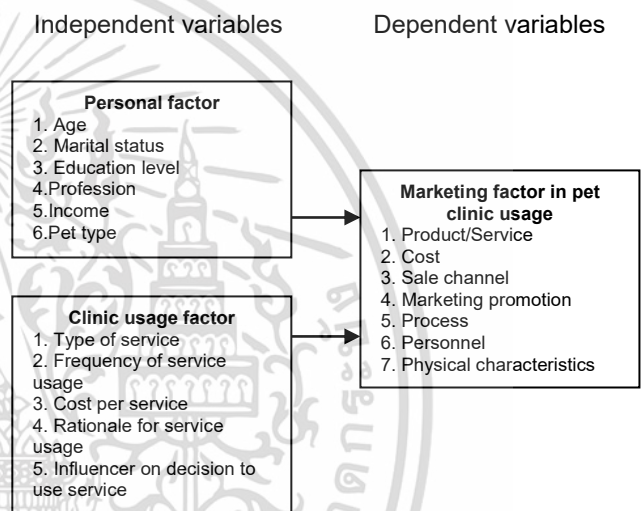 Independent variables
Dependent variables
Personal factor
1. Age
2. Marital status
3. Education level
4.Profession
5.Income
6.Pet type
Clinic usage factor
1. Type of service
2. Frequency of service
usage
3. Cost per service
4. Rationale for service
usage
5. Influencer on decision to
use service
Marketing factor in pet
clinic usage
1. Product/Service
2. Cost
3. Sale channel
4. Marketing promotion
5. Process
6. Personnel
7. Physical characteristics